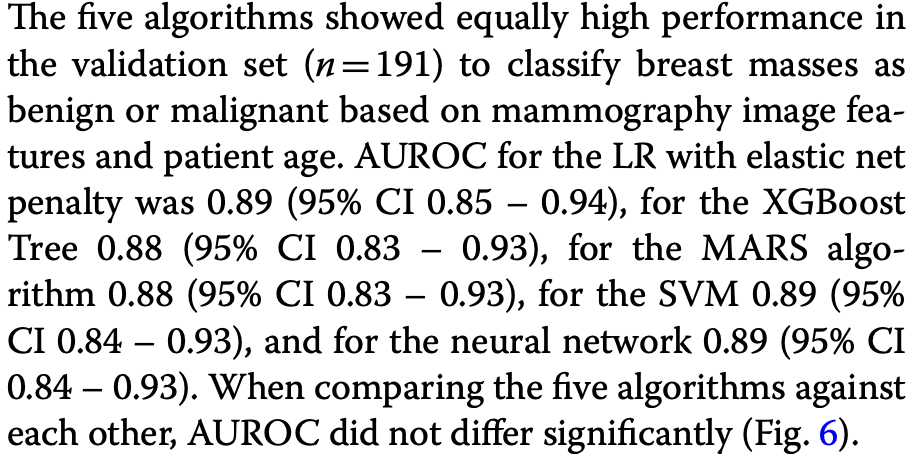 The five algorithms showed equally high performance in
the validation set (n = 191) to classify breast masses as
benign or malignant based on mammography image fea-
tures and patient age. AUROC for the LR with elastic net
penalty was 0.89 (95% CI 0.85 – 0.94), for the XGBoost
Tree 0.88 (95% CI 0.83 – 0.93), for the MARS algo-
rithm 0.88 (95% CI 0.83 – 0.93), for the SVM 0.89 (95%
CI 0.84 – 0.93), and for the neural network 0.89 (95% CI
0.84 – 0.93). When comparing the five algorithms against
each other, AUROC did not differ significantly (Fig. 6).